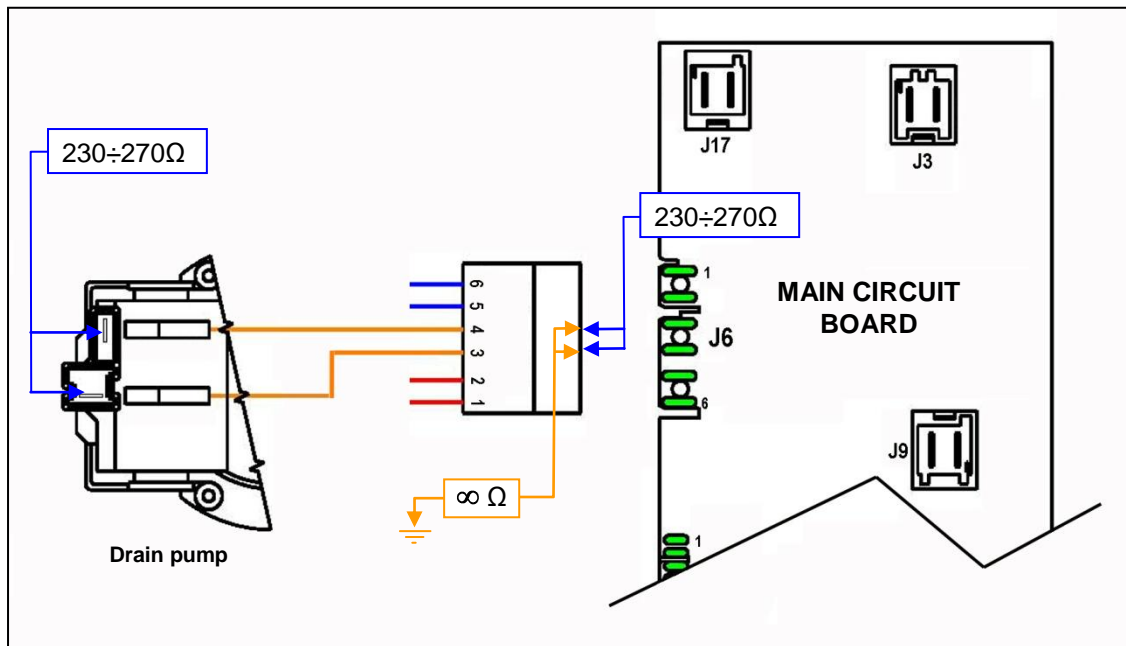 J17
J3
230÷270Ω
230÷270Ω
1
MAIN CIRCUIT
BOARD
J6
6
6
5
4
3
2
1
J9
∞ Ω
1
Drain pump